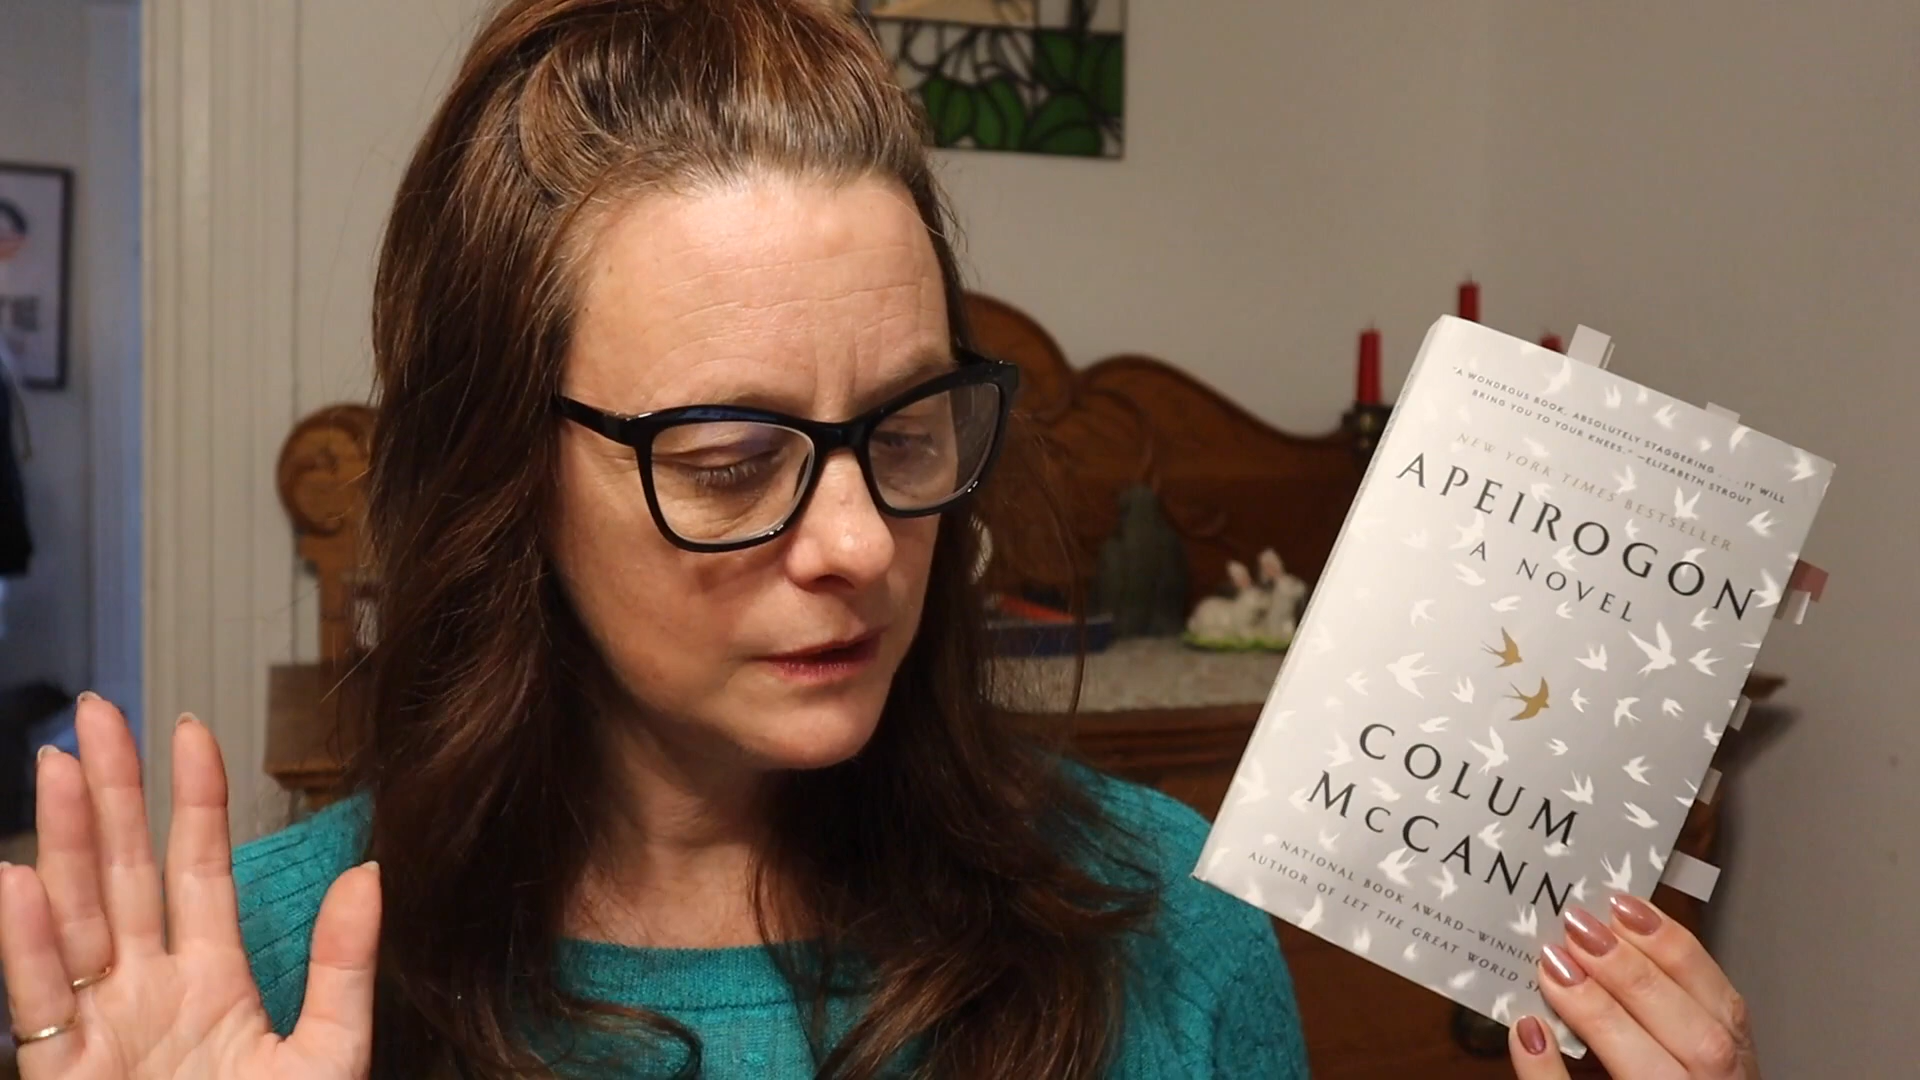 "A WONDROUS BOOK, ABSOLUTELY STAGGERING . . . . IT WILL
BRING YOU TO YOUR KNEES." —ELIZABETH STROUT
NEW YORK TIMES BESTSELLER
APEIROGON
A NOVEL
COLUM
McCANN
NATIONAL BOOK AWARD–WINNING
AUTHOR OF LET THE GREAT WORLD